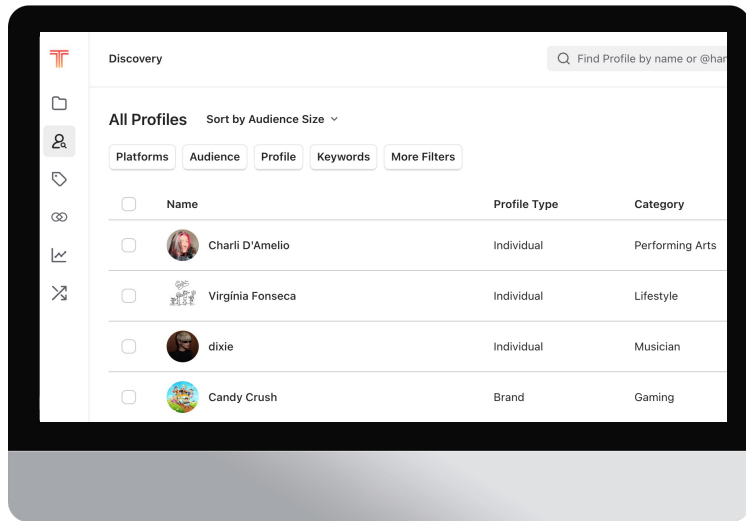 Discovery
Find Profile by name or @han
All Profiles Sort by Audience Size
Platforms Audience Profile Keywords More Filters
Name Profile Type Category
Charli D'Amelio Individual Performing Arts
Virgínia Fonseca Individual Lifestyle
dixie Individual Musician
Candy Crush Brand Gaming